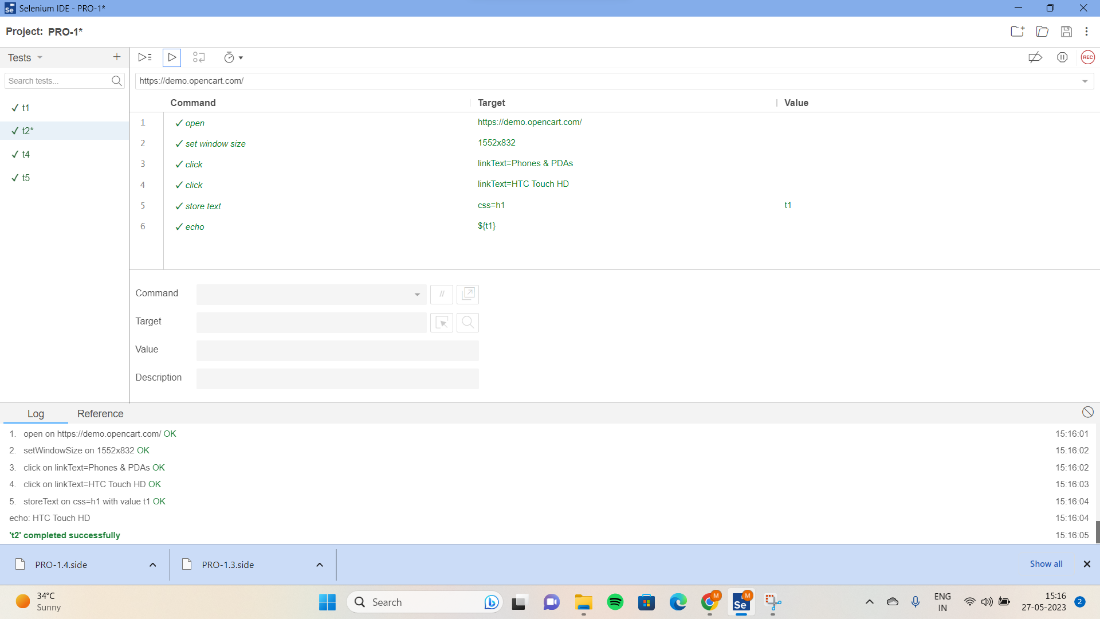 Selenium IDE - PRO-1*
Project: PRO-1*
Tests
Search tests...
✓ t1
✓ t2*
✓ t4
✓ t5
REC
https://demo.opencart.com/
Command Target Value
1 ✓ open https://demo.opencart.com/
2 ✓ set window size 1552x832
3 ✓ click linkText=Phones & PDAs
4 ✓ click linkText=HTC Touch HD
5 ✓ store text css=h1 t1
6 ✓ echo ${t1}
Command
//
Target
Value
Description
Log Reference
1. open on https://demo.opencart.com/ OK 15:16:01
2. setWindowSize on 1552x832 OK 15:16:02
3. click on linkText=Phones & PDAs OK 15:16:02
4. click on linkText=HTC Touch HD OK 15:16:03
5. storeText on css=h1 with value t1 OK 15:16:04
echo: HTC Touch HD 15:16:04
't2' completed successfully 15:16:05
PRO-1.4.side PRO-1.3.side Show all
34°C
Sunny
Search
M
Se M
ENG
IN
15:16
27-05-2023
2